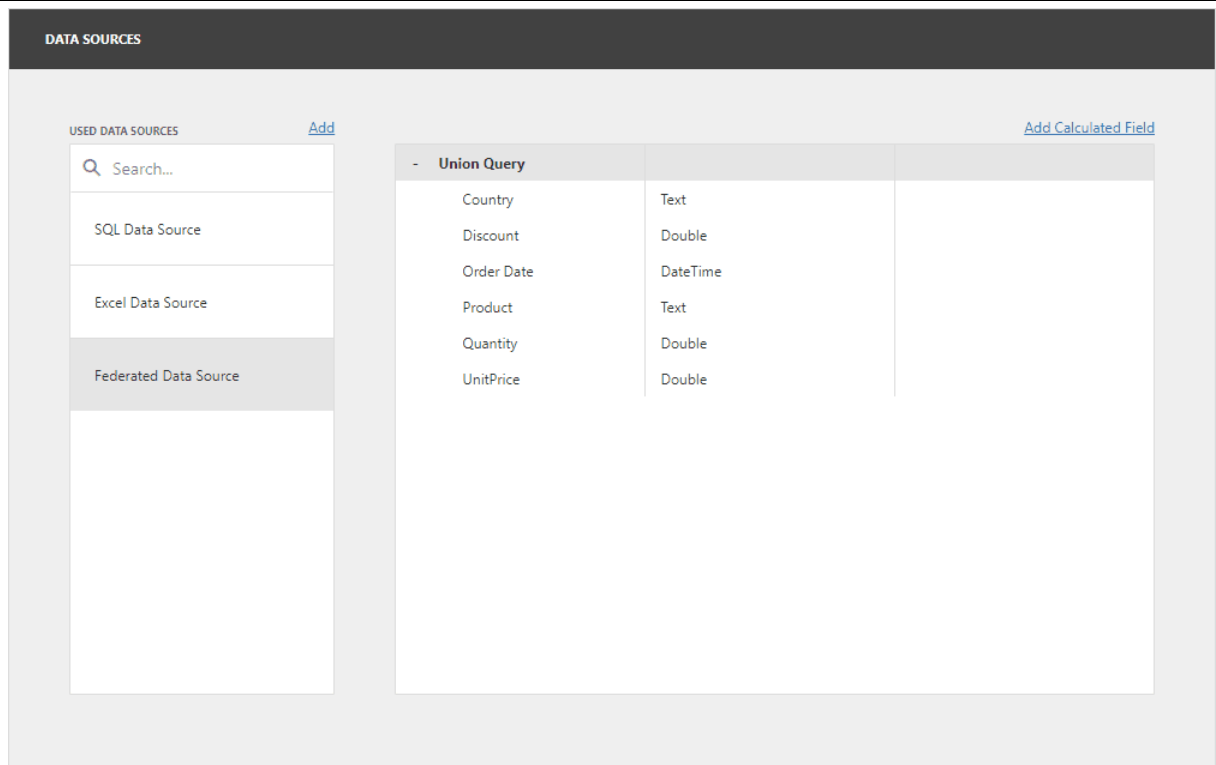 DATA SOURCES
USED DATA SOURCES Add
Search...
SQL Data Source
Excel Data Source
Federated Data Source
Add Calculated Field
- Union Query
Country Text
Discount Double
Order Date DateTime
Product Text
Quantity Double
UnitPrice Double